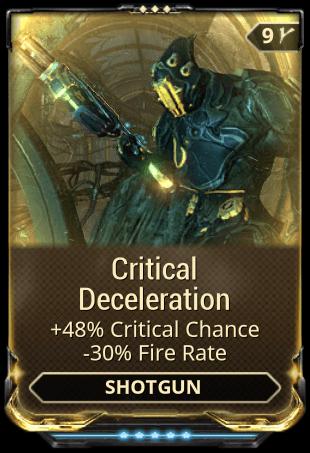 9
Critical
Deceleration
+48% Critical Chance
-30% Fire Rate
SHOTGUN